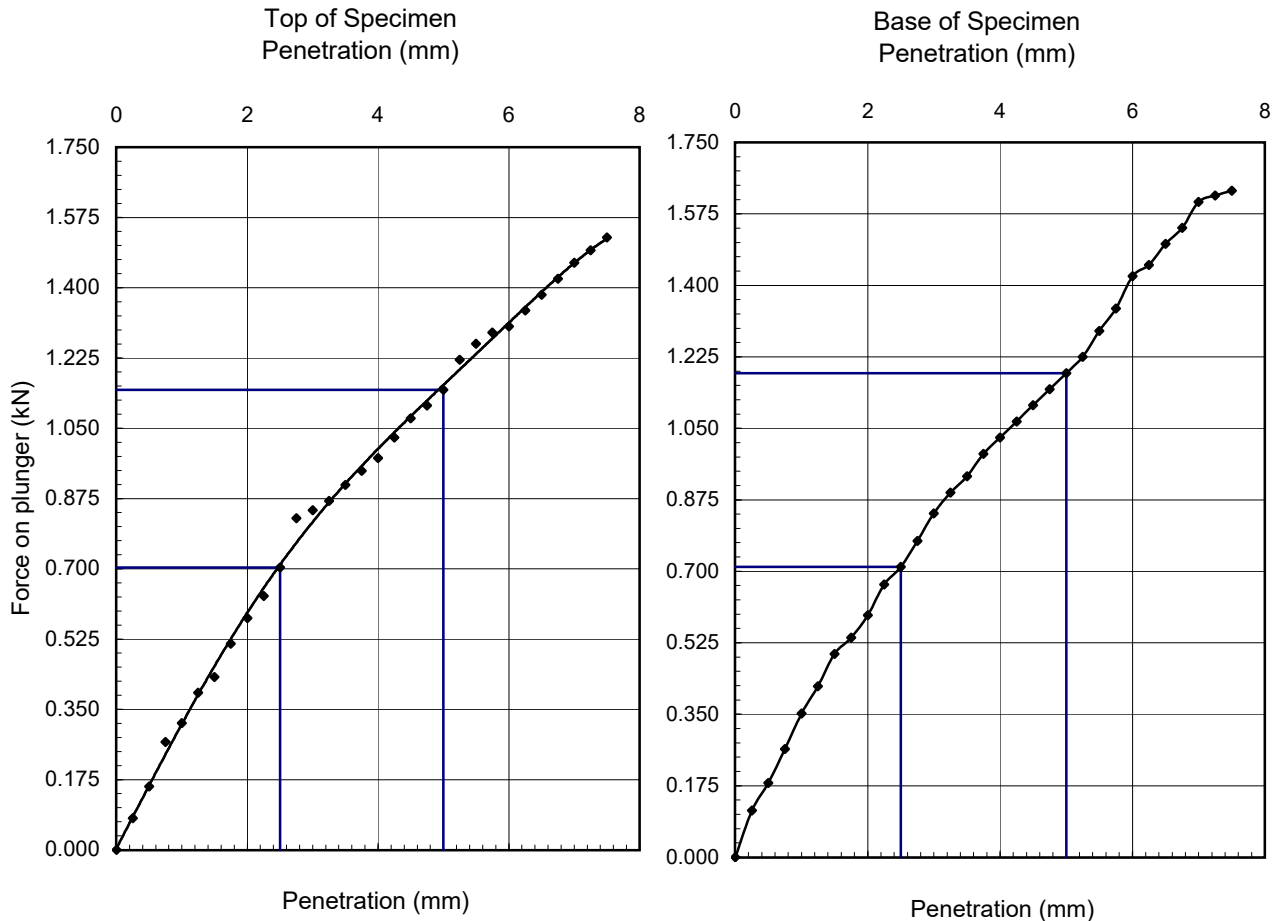 Top of Specimen
Penetration (mm)
0 2 4 6 8
1.750
1.575
1.400
1.225
1.050
0.875
0.700
0.525
0.350
0.175
0.000
Force on plunger (kN)
Penetration (mm)
Base of Specimen
Penetration (mm)
0 2 4 6 8
1.750
1.575
1.400
1.225
1.050
0.875
0.700
0.525
0.350
0.175
0.000
Penetration (mm)